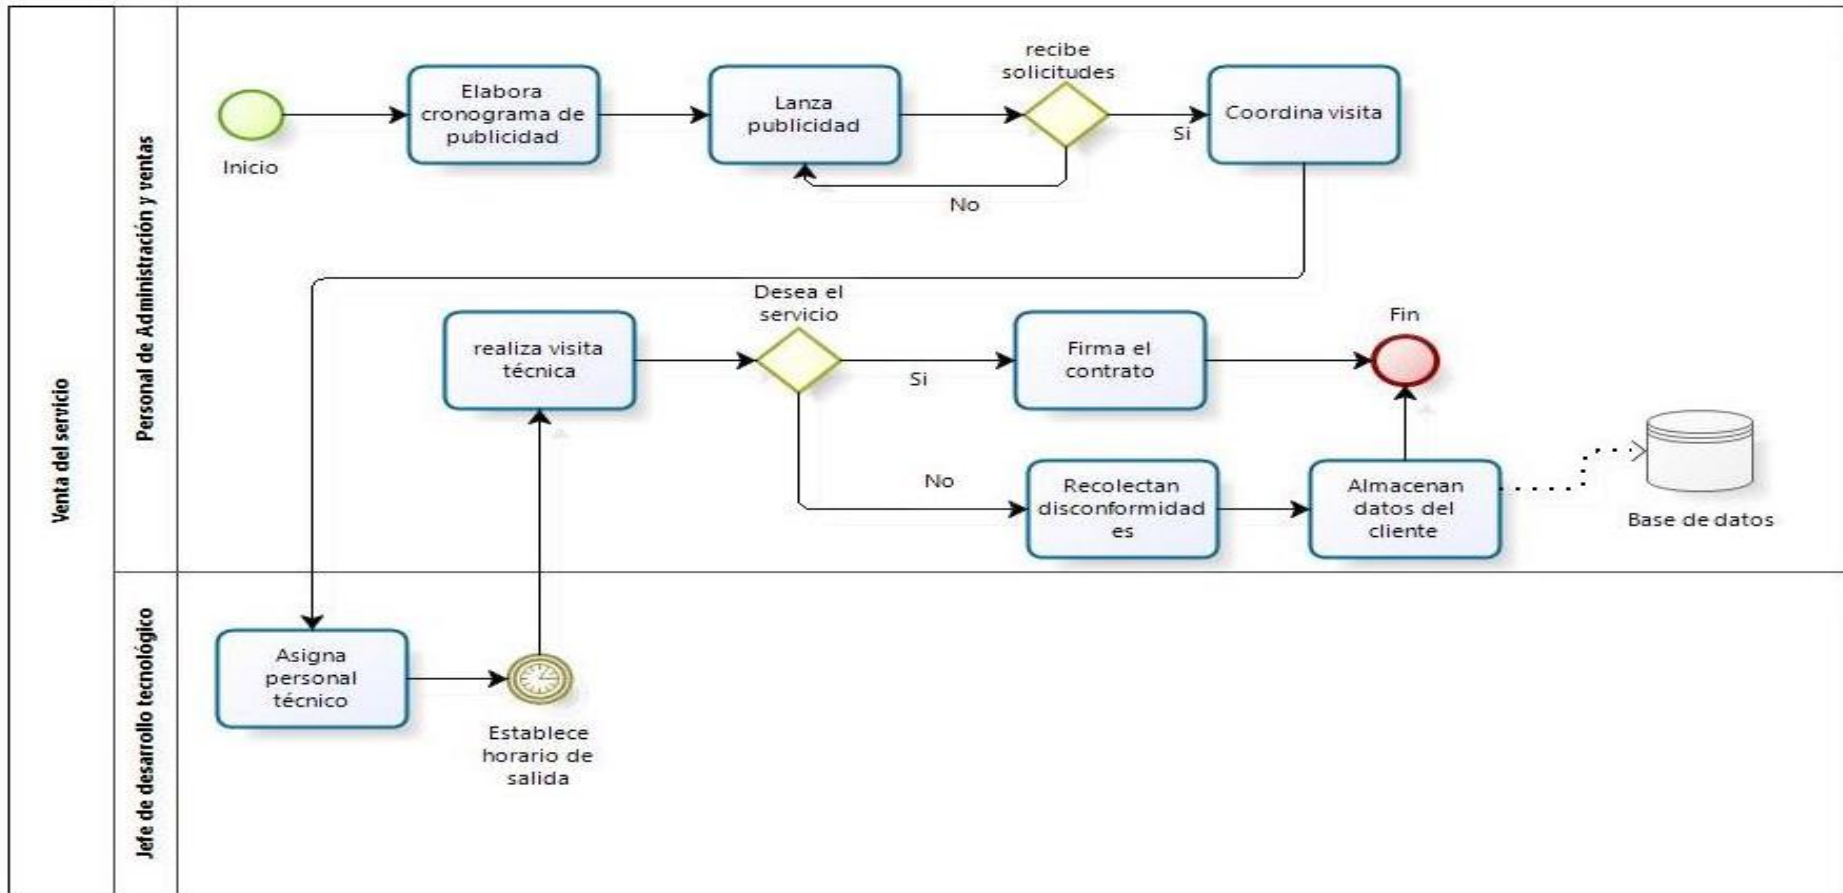 Venta del servicio
Personal de Administración y ventas
Inicio
Elabora
cronograma de
publicidad
Lanza
publicidad
recibe
solicitudes
Si
No
Coordina visita
realiza visita
técnica
Desea el
servicio
Si
No
Firma el
contrato
Fin
Recolectan
disconformidad
es
Almacenan
datos del
cliente
Base de datos
Jefe de desarrollo tecnológico
Asigna
personal
técnico
Establece
horario de
salida